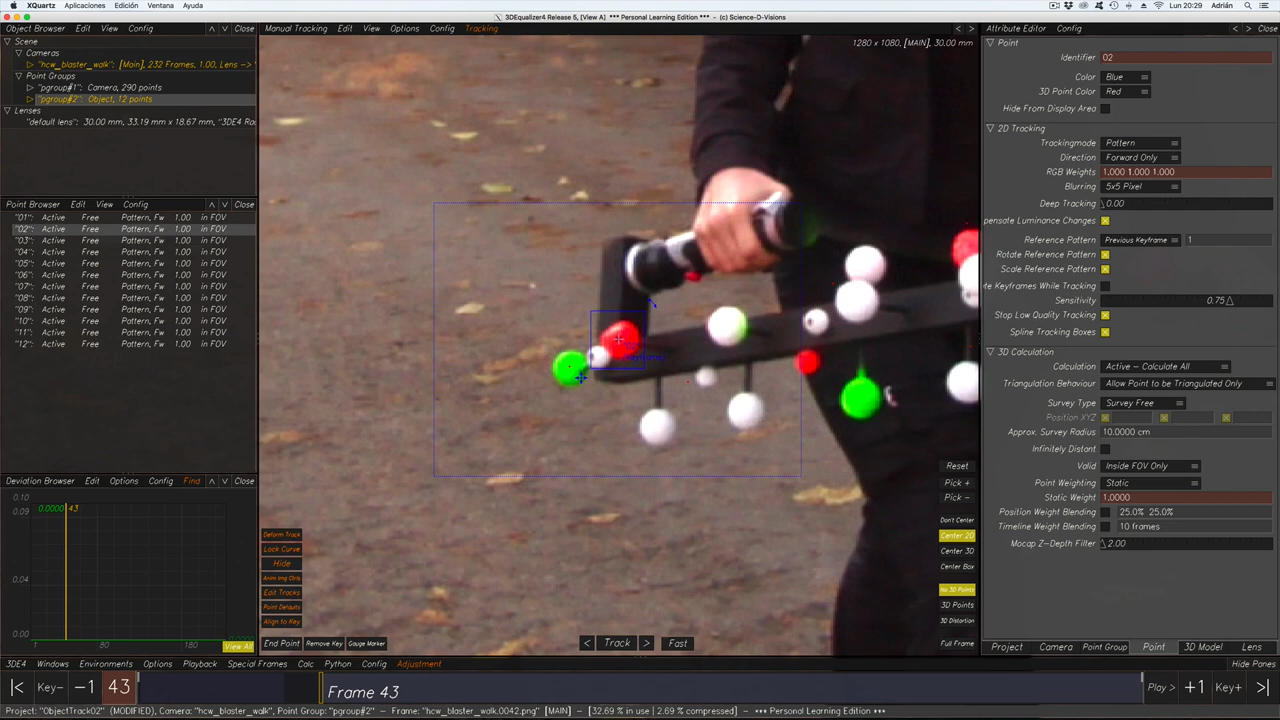 XQuartz Aplicaciones Edición Ventana Ayuda
Lun 20:29 Adrián
3DEqualizer4 Release 5, [View A] *** Personal Learning Edition *** - (c) Science-D-Visions
Object Browser Edit View Config Close
Scene
Cameras
"hcw_blaster_walk": [Main], 232 Frames, 1.00, Lens ->
Point Groups
"pgroup#1": Camera, 290 points
"pgroup#2": Object, 12 points
Lenses
"default lens": 30.00 mm, 33.19 mm x 18.67 mm, "3DE4 Ra
Point Browser Edit View Config Close
"01": Active Free Pattern, Fw 1.00 in FOV
"02": Active Free Pattern, Fw 1.00 in FOV
"03": Active Free Pattern, Fw 1.00 in FOV
"04": Active Free Pattern, Fw 1.00 in FOV
"05": Active Free Pattern, Fw 1.00 in FOV
"06": Active Free Pattern, Fw 1.00 in FOV
"07": Active Free Pattern, Fw 1.00 in FOV
"08": Active Free Pattern, Fw 1.00 in FOV
"09": Active Free Pattern, Fw 1.00 in FOV
"10": Active Free Pattern, Fw 1.00 in FOV
"11": Active Free Pattern, Fw 1.00 in FOV
"12": Active Free Pattern, Fw 1.00 in FOV
Deviation Browser Edit Options Config Find Close
0.10
0.09
0.04
0.00
0.0000 43
1 80 180
View All
Manual Tracking Edit View Options Config Tracking
1280 x 1080, [MAIN], 30.00 mm
Deform Track
Lock Curve
Hide
Anim Img Ctrls
Edit Tracks
Point Defaults
Align to Key
End Point Remove Key Gauge Marker
< Track > Fast
Reset
Pick +
Pick -
Don't Center
Center 2D
Center 3D
Center Box
No 3D Points
3D Points
3D Distortion
Full Frame
Attribute Editor Config Close
Point
Identifier 02
Color Blue
3D Point Color Red
Hide From Display Area
2D Tracking
Trackingmode Pattern
Direction Forward Only
RGB Weights 1.000 1.000 1.000
Blurring 5x5 Pixel
Deep Tracking 0.00
pensate Luminance Changes
Reference Pattern Previous Keyframe 1
Rotate Reference Pattern
Scale Reference Pattern
te Keyframes While Tracking
Sensitivity 0.75
Stop Low Quality Tracking
Spline Tracking Boxes
3D Calculation
Calculation Active - Calculate All
Triangulation Behaviour Allow Point to be Triangulated Only
Survey Type Survey Free
Position XYZ
Approx. Survey Radius 10.0000 cm
Infinitely Distant
Valid Inside FOV Only
Point Weighting Static
Static Weight 1.0000
Position Weight Blending 25.0% 25.0%
Timeline Weight Blending 10 frames
Mocap Z-Depth Filter 2.00
Project Camera Point Group Point 3D Model Lens
3DE4 Windows Environments Options Playback Special Frames Calc Python Config Adjustment Hide Panes
Key- -1 43 Frame 43 Play > +1 Key+
Project: "ObjectTrack02" (MODIFIED), Camera: "hcw_blaster_walk", Point Group: "pgroup#2" - Frame: "hcw_blaster_walk.0042.png" [MAIN] - [32.69 % in use | 2.69 % compressed] - *** Personal Learning Edition ***